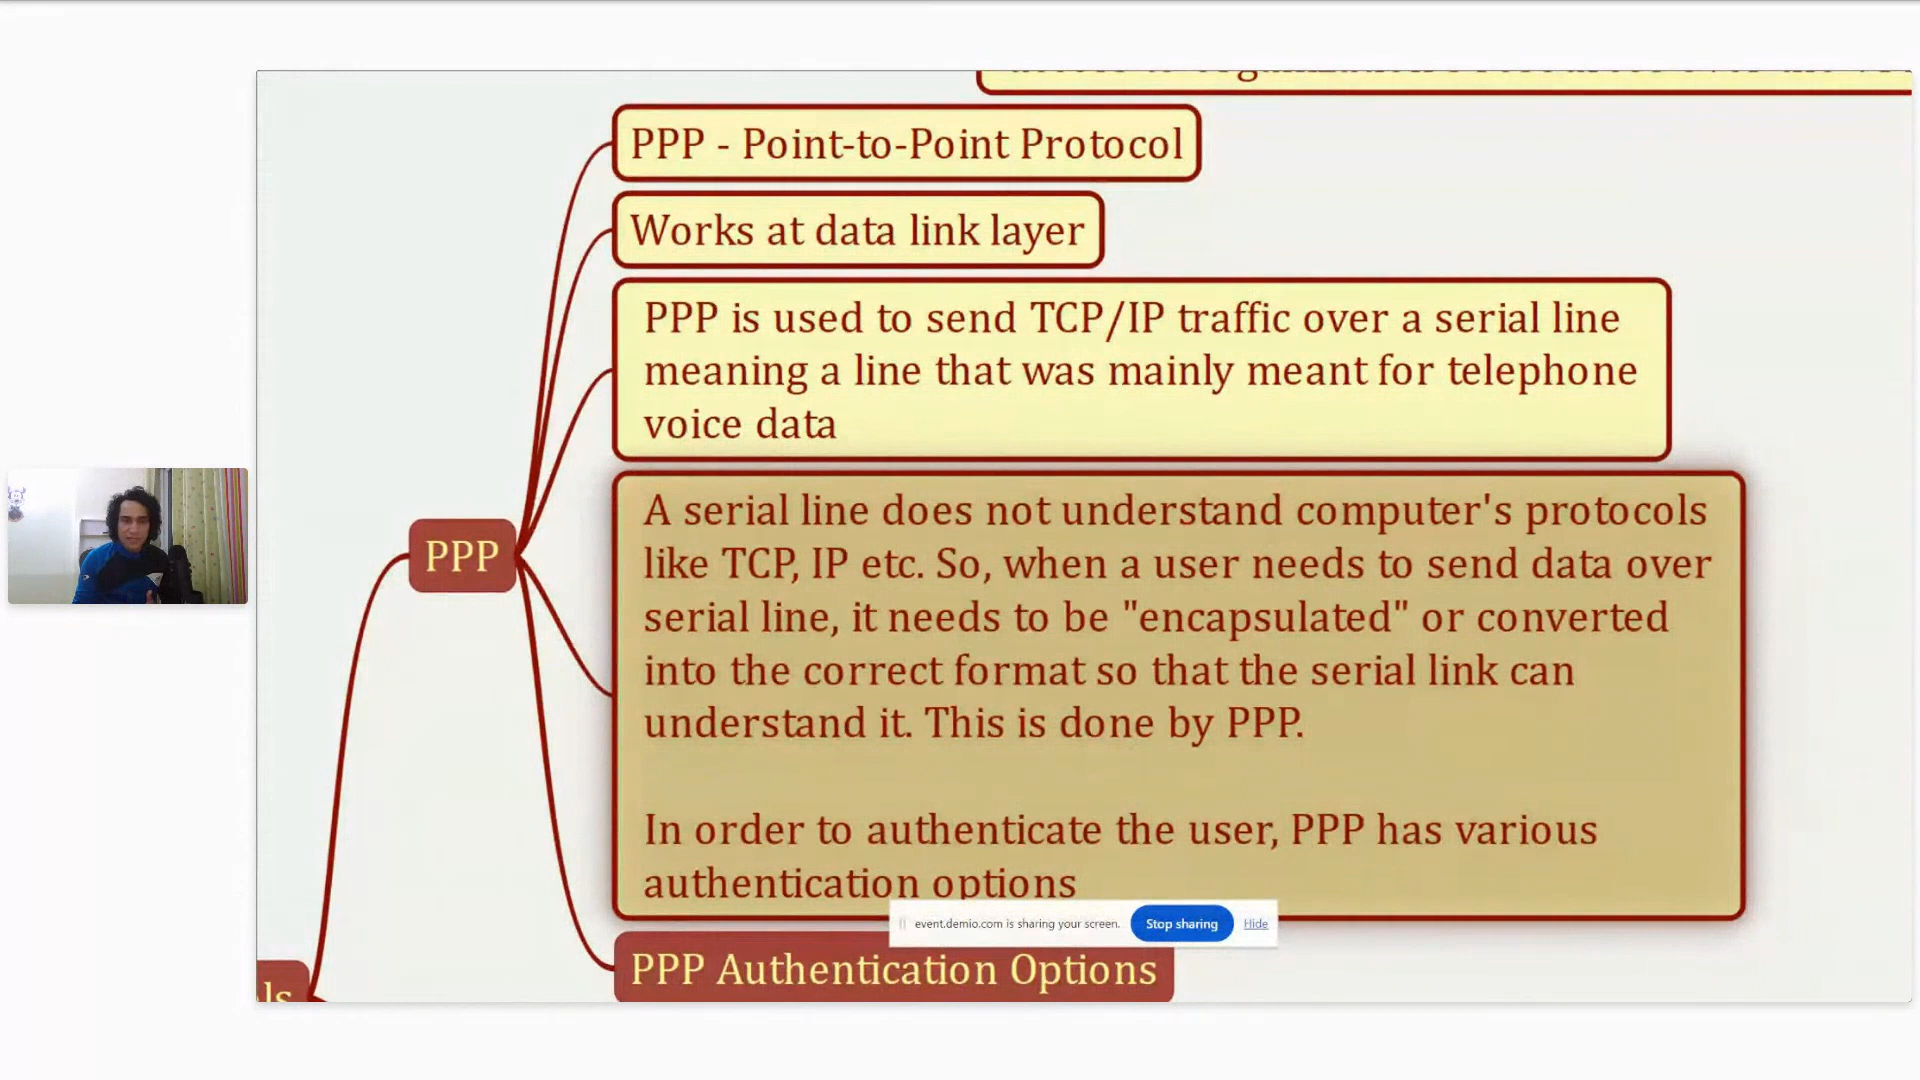 PPP - Point-to-Point Protocol
Works at data link layer
PPP is used to send TCP/IP traffic over a serial line
meaning a line that was mainly meant for telephone
voice data
PPP
A serial line does not understand computer's protocols
like TCP, IP etc. So, when a user needs to send data over
serial line, it needs to be "encapsulated" or converted
into the correct format so that the serial link can
understand it. This is done by PPP.
In order to authenticate the user, PPP has various
authentication options
event.demio.com is sharing your screen.
Stop sharing
Hide
PPP Authentication Options
ls